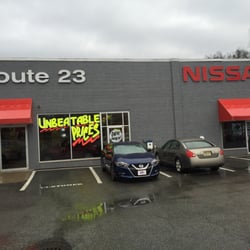 oute 23
NISSA
UNBEATABLE
PRICES